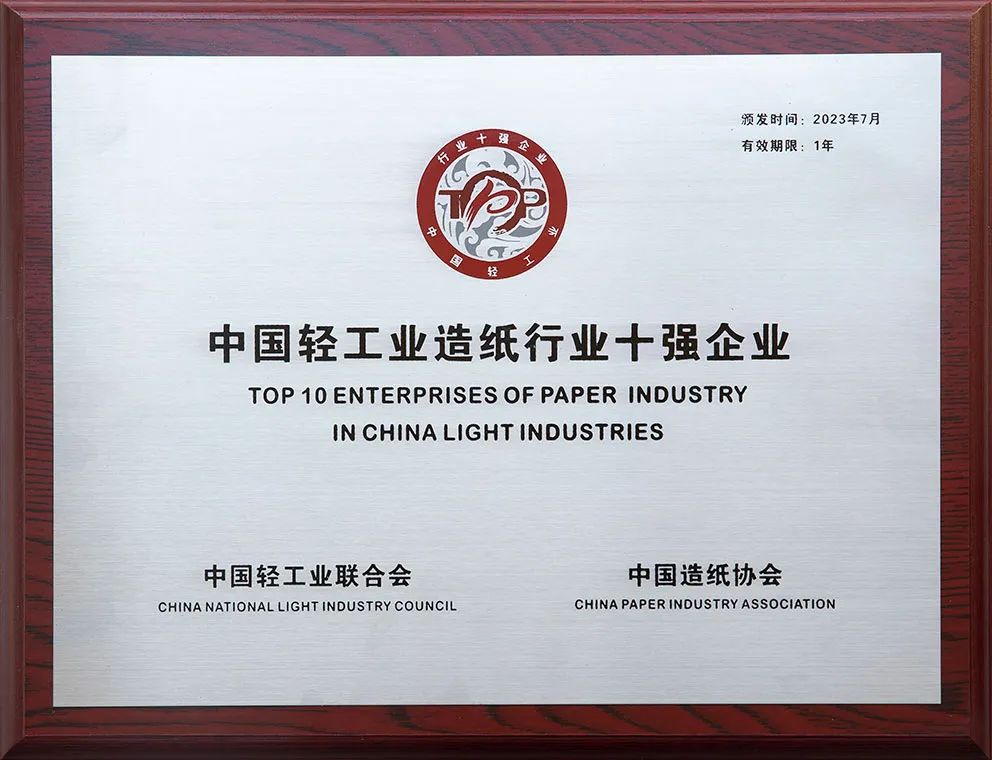 颁发时间：2023年7月
有效期限：1年
行业十强企业
TOP
中国轻工业
中国轻工业造纸行业十强企业
TOP 10 ENTERPRISES OF PAPER INDUSTRY
IN CHINA LIGHT INDUSTRIES
中国轻工业联合会
CHINA NATIONAL LIGHT INDUSTRY COUNCIL
中国造纸协会
CHINA PAPER INDUSTRY ASSOCIATION